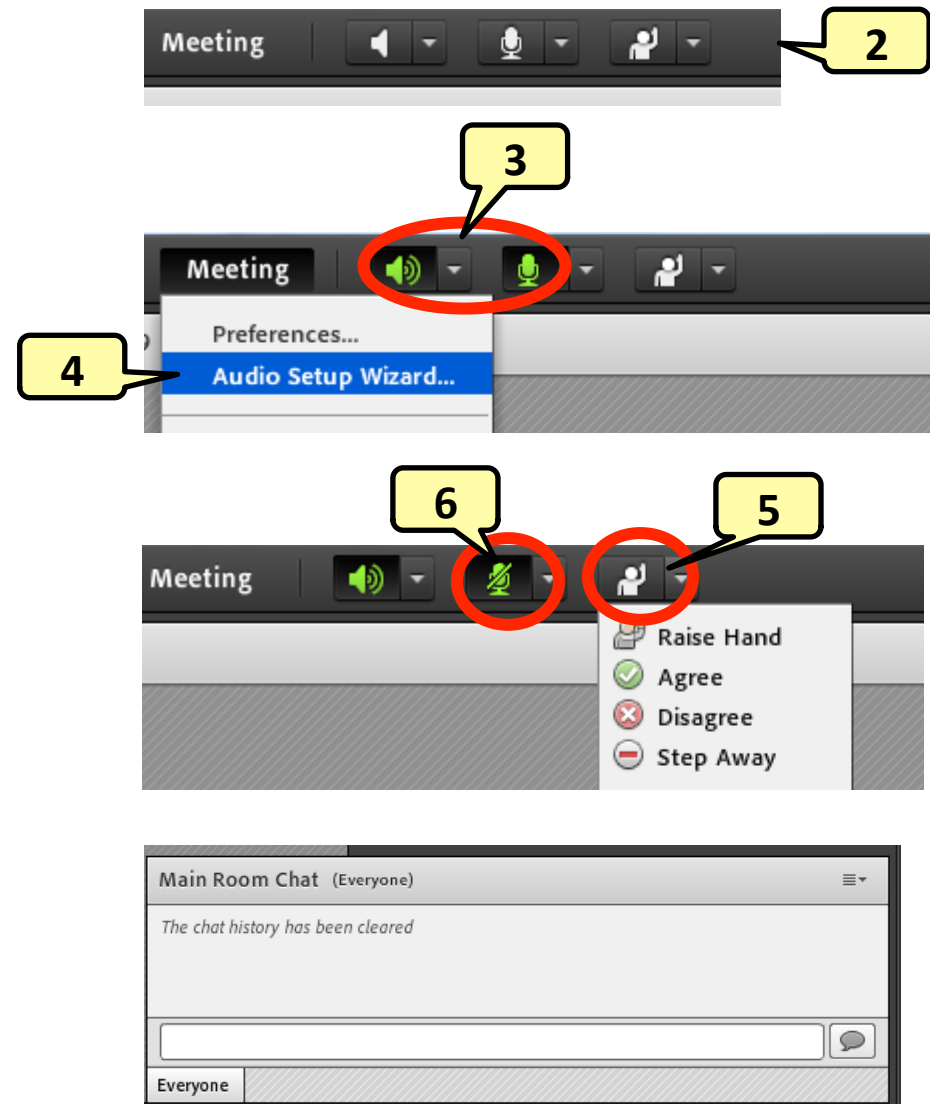 Meeting
2
3
Meeting
Preferences...
4
Audio Setup Wizard...
6
5
Meeting
Raise Hand
Agree
Disagree
Step Away
Main Room Chat (Everyone)
The chat history has been cleared
Everyone